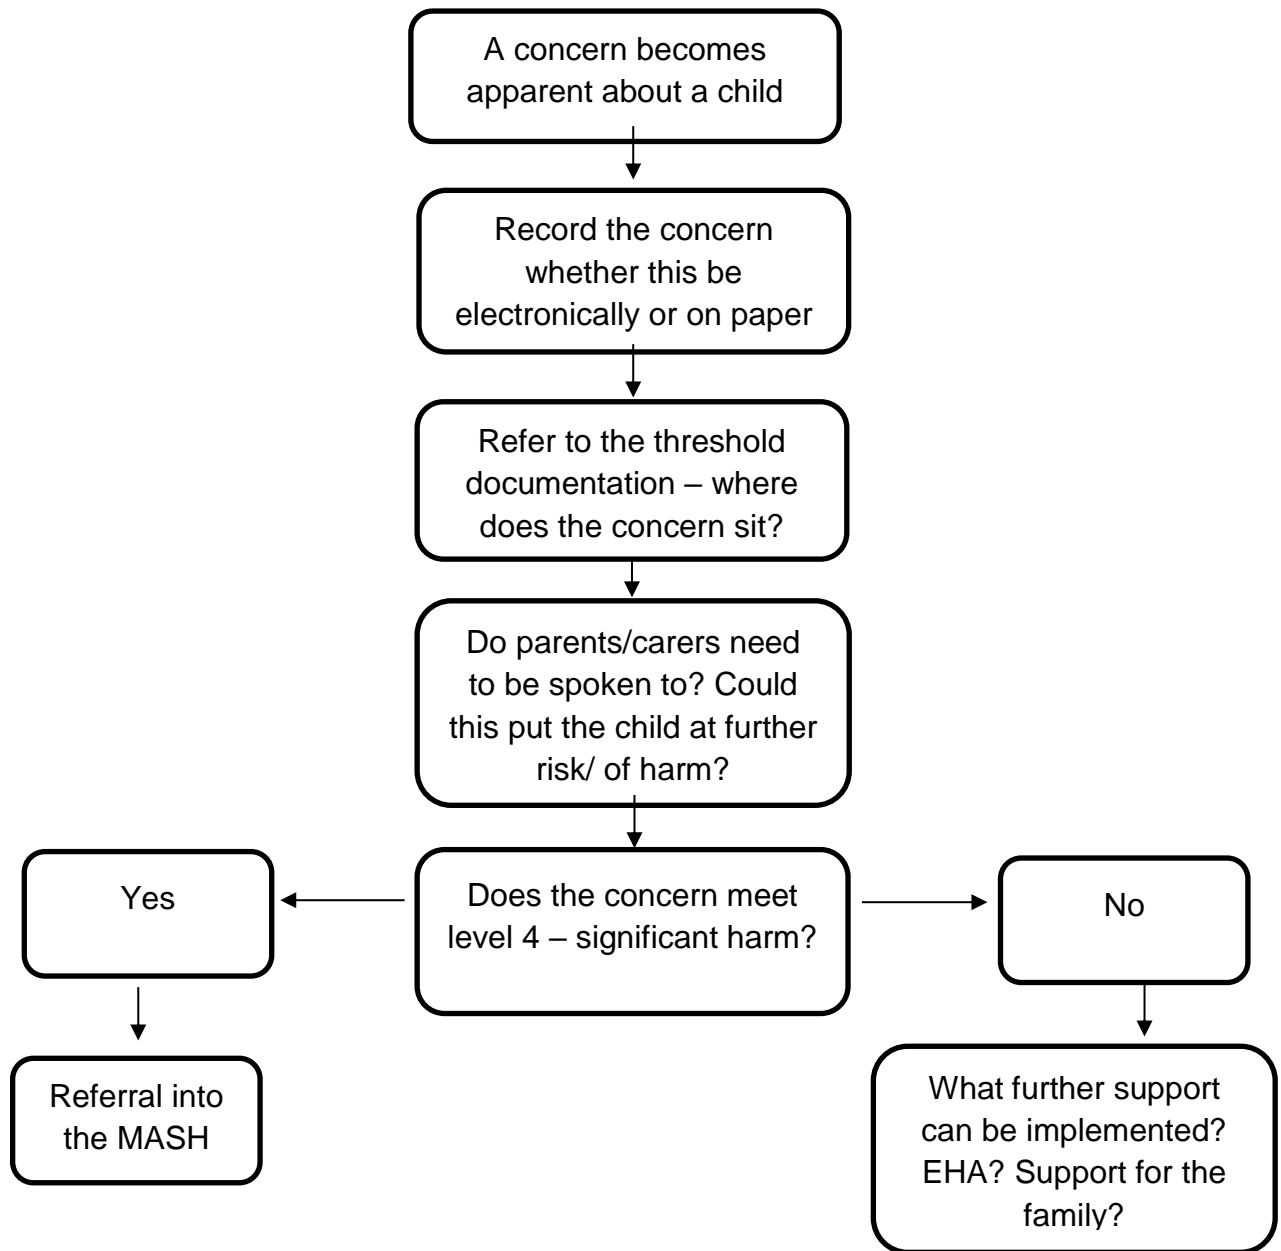 A concern becomes
apparent about a child
Record the concern
whether this be
electronically or on paper
Refer to the threshold
documentation – where
does the concern sit?
Do parents/carers need
to be spoken to? Could
this put the child at further
risk/ of harm?
Does the concern meet
level 4 – significant harm?
Yes
No
Referral into
the MASH
What further support
can be implemented?
EHA? Support for the
family?